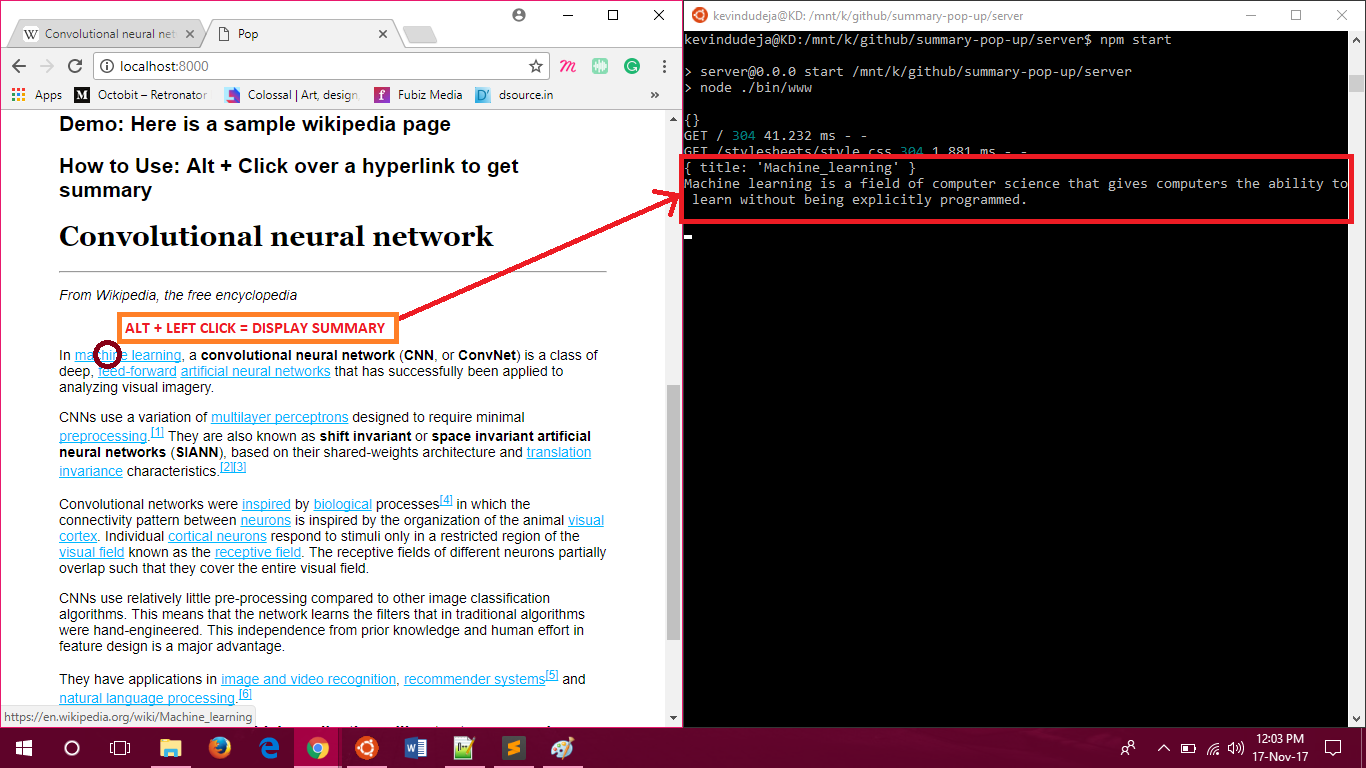 Convolutional neural net
Pop
localhost:8000
Apps
Octobit – Retronator
Colossal | Art, design,
Fubiz Media
dsource.in
»
Demo: Here is a sample wikipedia page
How to Use: Alt + Click over a hyperlink to get
summary
Convolutional neural network
From Wikipedia, the free encyclopedia
ALT + LEFT CLICK = DISPLAY SUMMARY
In machine learning, a convolutional neural network (CNN, or ConvNet) is a class of
deep, feed-forward artificial neural networks that has successfully been applied to
analyzing visual imagery.
CNNs use a variation of multilayer perceptrons designed to require minimal
preprocessing.[1] They are also known as shift invariant or space invariant artificial
neural networks (SIANN), based on their shared-weights architecture and translation
invariance characteristics.[2][3]
Convolutional networks were inspired by biological processes[4] in which the
connectivity pattern between neurons is inspired by the organization of the animal visual
cortex. Individual cortical neurons respond to stimuli only in a restricted region of the
visual field known as the receptive field. The receptive fields of different neurons partially
overlap such that they cover the entire visual field.
CNNs use relatively little pre-processing compared to other image classification
algorithms. This means that the network learns the filters that in traditional algorithms
were hand-engineered. This independence from prior knowledge and human effort in
feature design is a major advantage.
They have applications in image and video recognition, recommender systems[5] and
natural language processing.[6]
https://en.wikipedia.org/wiki/Machine_learning
kevindudeja@KD: /mnt/k/github/summary-pop-up/server
kevindudeja@KD:/mnt/k/github/summary-pop-up/server$ npm start
> server@0.0.0 start /mnt/k/github/summary-pop-up/server
> node ./bin/www
{}
GET / 304 41.232 ms - -
GET /stylesheets/style.css 304 1.881 ms - -
{ title: 'Machine_learning' }
Machine learning is a field of computer science that gives computers the ability to
learn without being explicitly programmed.
12:03 PM
17-Nov-17